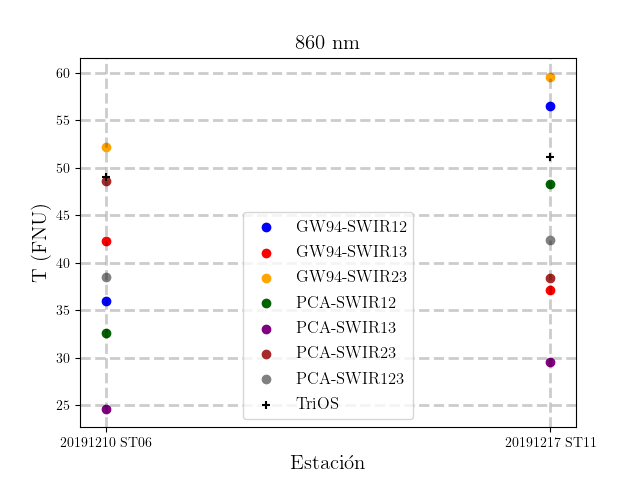 860 nm
60
55
50
45
40
35
30
25
T (FNU)
GW94-SWIR12
GW94-SWIR13
GW94-SWIR23
PCA-SWIR12
PCA-SWIR13
PCA-SWIR23
PCA-SWIR123
TriOS
20191210 ST06
20191217 ST11
Estación